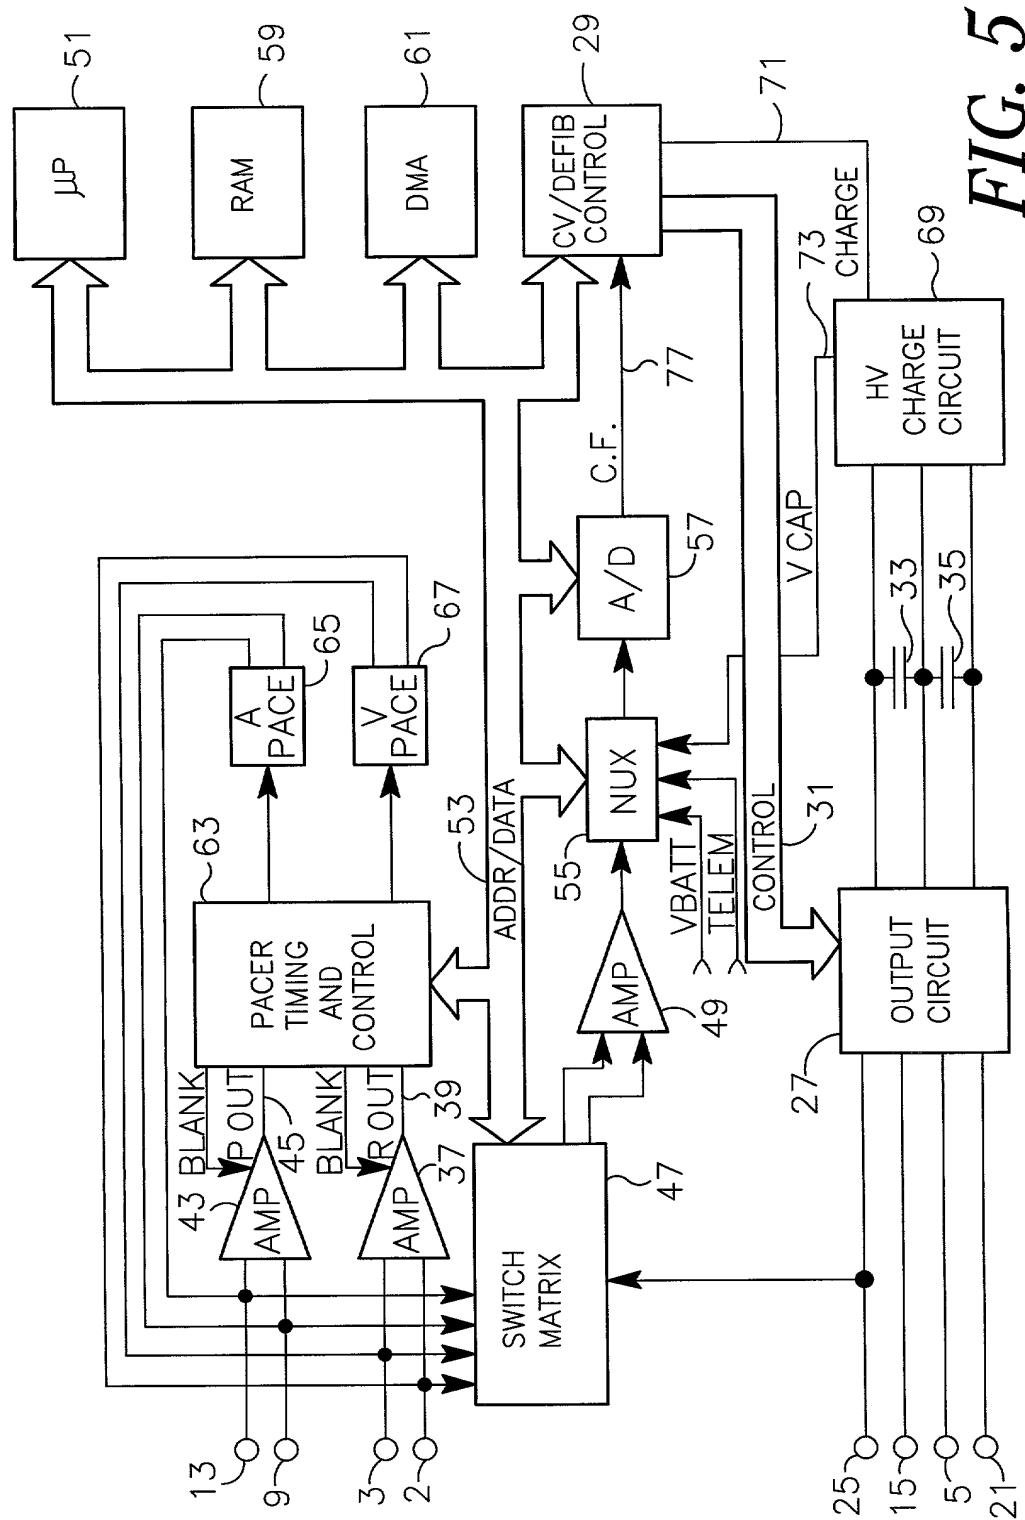 13
9
3
2
43
AMP
BLANK
P OUT
45
BLANK
R OUT
39
AMP
37
63
PACER
TIMING
AND
CONTROL
A
PACE
65
V
PACE
67
53
ADDR/DATA
μP
51
RAM
59
DMA
61
CV/DEFIB
CONTROL
29
SWITCH
MATRIX
47
AMP
49
55
NUX
A/D
57
C.F.
77
VBATT
TELEM
CONTROL
31
V CAP
73
CHARGE
71
25
15
5
21
27
OUTPUT
CIRCUIT
33
35
HV
CHARGE
CIRCUIT
69
FIG. 5